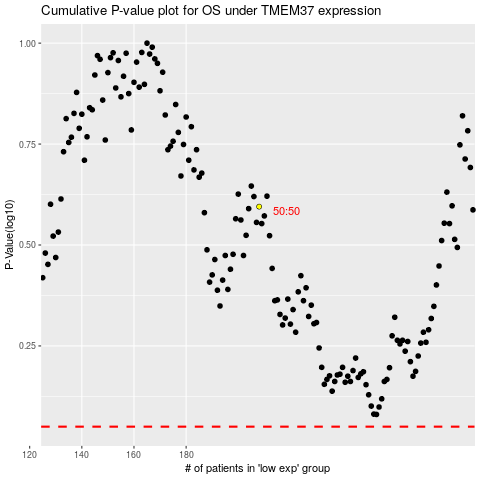 Cumulative P-value plot for OS under TMEM37 expression
P-Value(log10)
1.00
0.75
0.50
0.25
50:50
120 140 160 180
# of patients in 'low exp' group